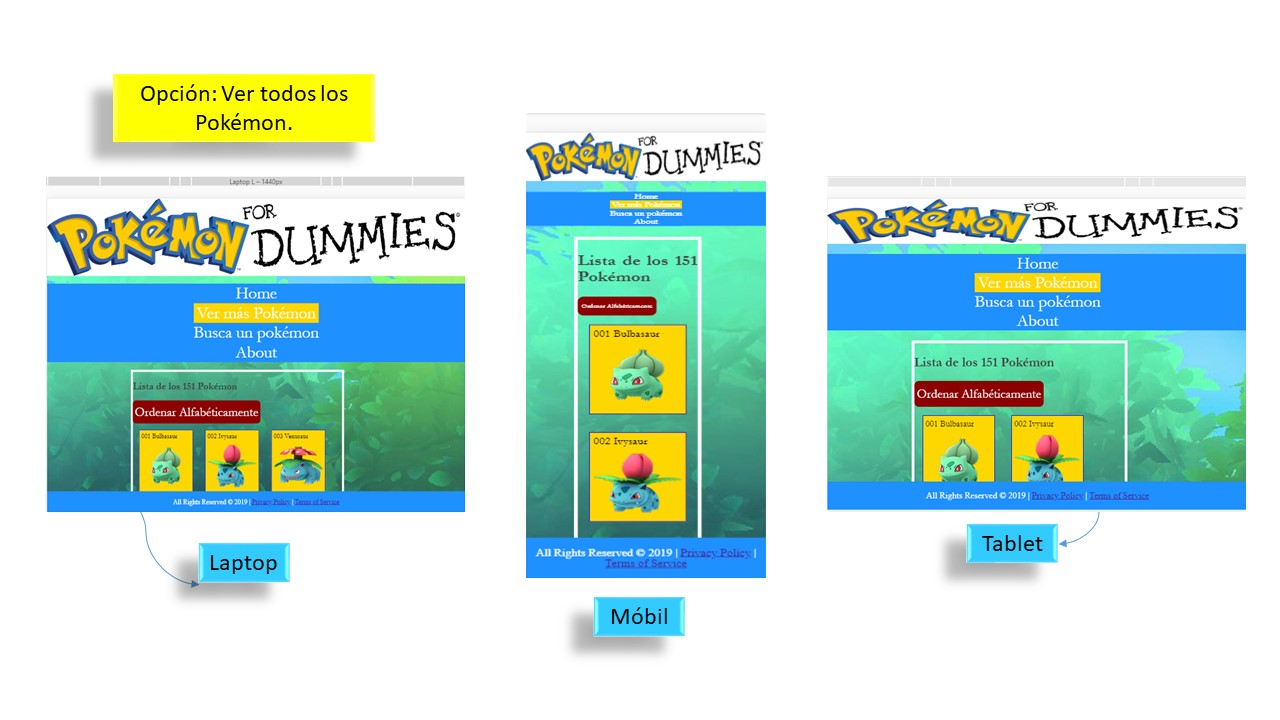 Opción: Ver todos los
Pokémon.
Laptop L – 1440px
POKÉMON FOR DUMMIES
Home
Ver más Pokémon
Busca un pokémon
About
Lista de los 151 Pokémon
Ordenar Alfabéticamente
001 Bulbasaur
002 Ivysaur
003 Venusaur
All Rights Reserved © 2019 | Privacy Policy | Terms of Service
Laptop
POKÉMON FOR DUMMIES
Home
Ver más Pokémon
Busca un pokémon
About
Lista de los 151
Pokémon
Ordenar Alfabéticamente
001 Bulbasaur
002 Ivysaur
All Rights Reserved © 2019 | Privacy Policy |
Terms of Service
Móbil
POKÉMON FOR DUMMIES
Home
Ver más Pokémon
Busca un pokémon
About
Lista de los 151 Pokémon
Ordenar Alfabéticamente
001 Bulbasaur
002 Ivysaur
All Rights Reserved © 2019 | Privacy Policy | Terms of Service
Tablet